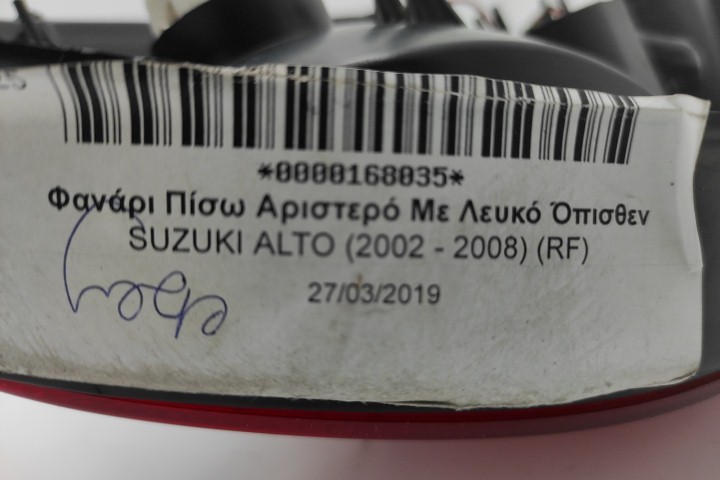 *0000168035*
Φανάρι Πίσω Αριστερό Με Λευκό Όπισθεν
SUZUKI ALTO (2002 - 2008) (RF)
27/03/2019